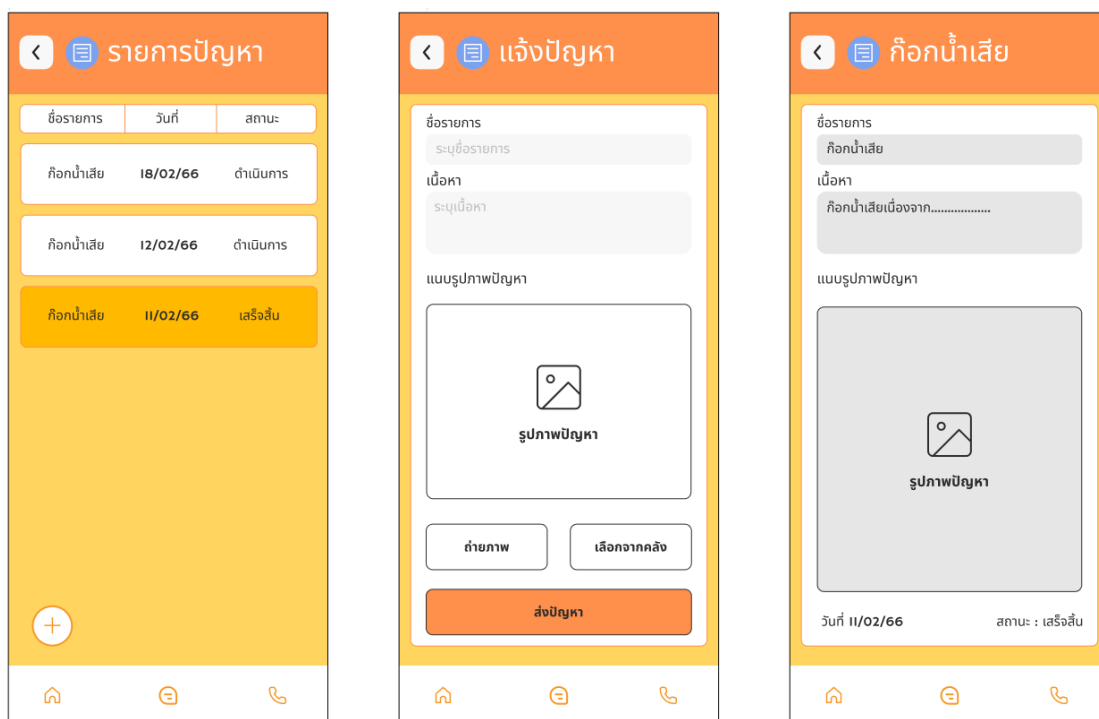 รายการปัญหา
ชื่อรายการ วันที่ สถานะ
ก๊อกน้ำเสีย 18/02/66 ดำเนินการ
ก๊อกน้ำเสีย 12/02/66 ดำเนินการ
ก๊อกน้ำเสีย 11/02/66 เสร็จสิ้น
แจ้งปัญหา
ชื่อรายการ
ระบุชื่อรายการ
เนื้อหา
ระบุเนื้อหา
แนบรูปภาพปัญหา
รูปภาพปัญหา
ถ่ายภาพ เลือกจากคลัง
ส่งปัญหา
ก๊อกน้ำเสีย
ชื่อรายการ
ก๊อกน้ำเสีย
เนื้อหา
ก๊อกน้ำเสียเนื่องจาก..................
แนบรูปภาพปัญหา
รูปภาพปัญหา
วันที่ 11/02/66 สถานะ : เสร็จสิ้น